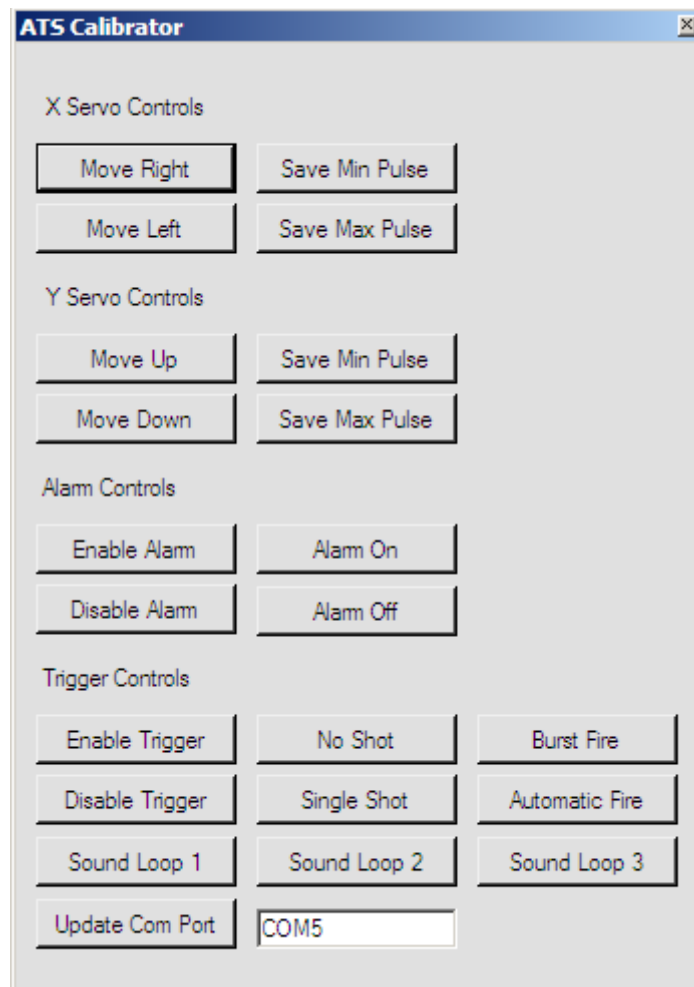 ATS Calibrator
X Servo Controls
Move Right Save Min Pulse
Move Left Save Max Pulse
Y Servo Controls
Move Up Save Min Pulse
Move Down Save Max Pulse
Alarm Controls
Enable Alarm Alarm On
Disable Alarm Alarm Off
Trigger Controls
Enable Trigger No Shot Burst Fire
Disable Trigger Single Shot Automatic Fire
Sound Loop 1 Sound Loop 2 Sound Loop 3
Update Com Port COM5